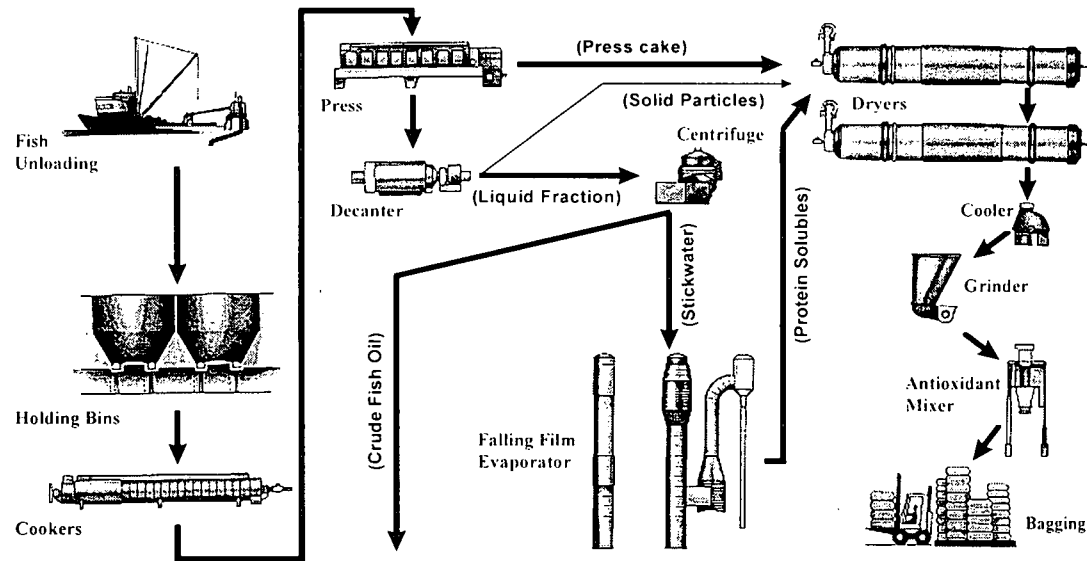 Fish
Unloading
Holding Bins
Cookers
Press
Decanter
(Press cake)
(Solid Particles)
(Liquid Fraction)
Centrifuge
(Crude Fish Oil)
(Stickwater)
Falling Film
Evaporator
(Protein Solubles)
Dryers
Cooler
Grinder
Antioxidant
Mixer
Bagging